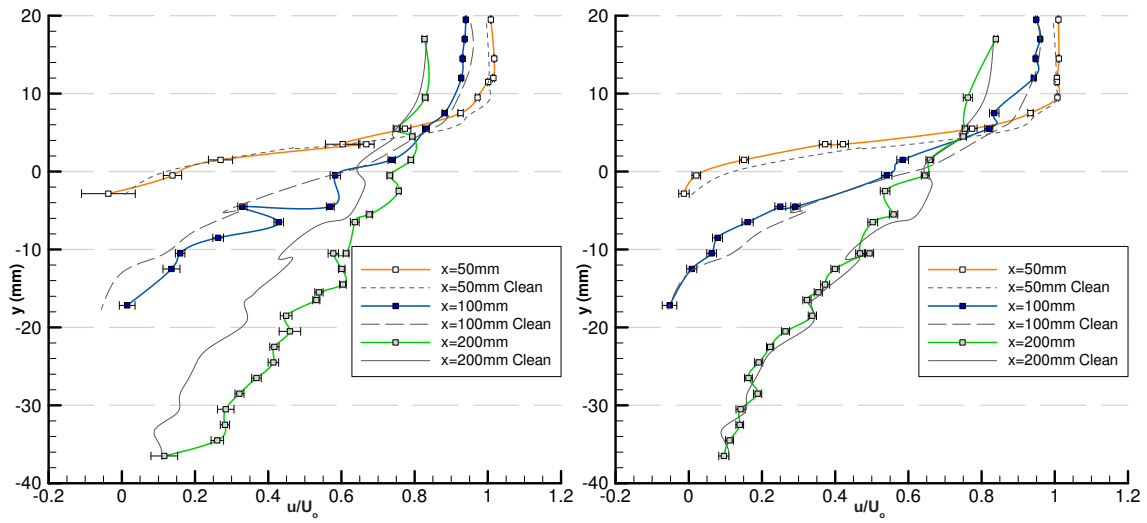 20
10
0
-10
-20
-30
-40
y (mm)
-0.2 0 0.2 0.4 0.6 0.8 1 1.2
u/Uo
x=50mm
x=50mm Clean
x=100mm
x=100mm Clean
x=200mm
x=200mm Clean
20
10
0
-10
-20
-30
-40
y (mm)
-0.2 0 0.2 0.4 0.6 0.8 1 1.2
u/Uo
x=50mm
x=50mm Clean
x=100mm
x=100mm Clean
x=200mm
x=200mm Clean